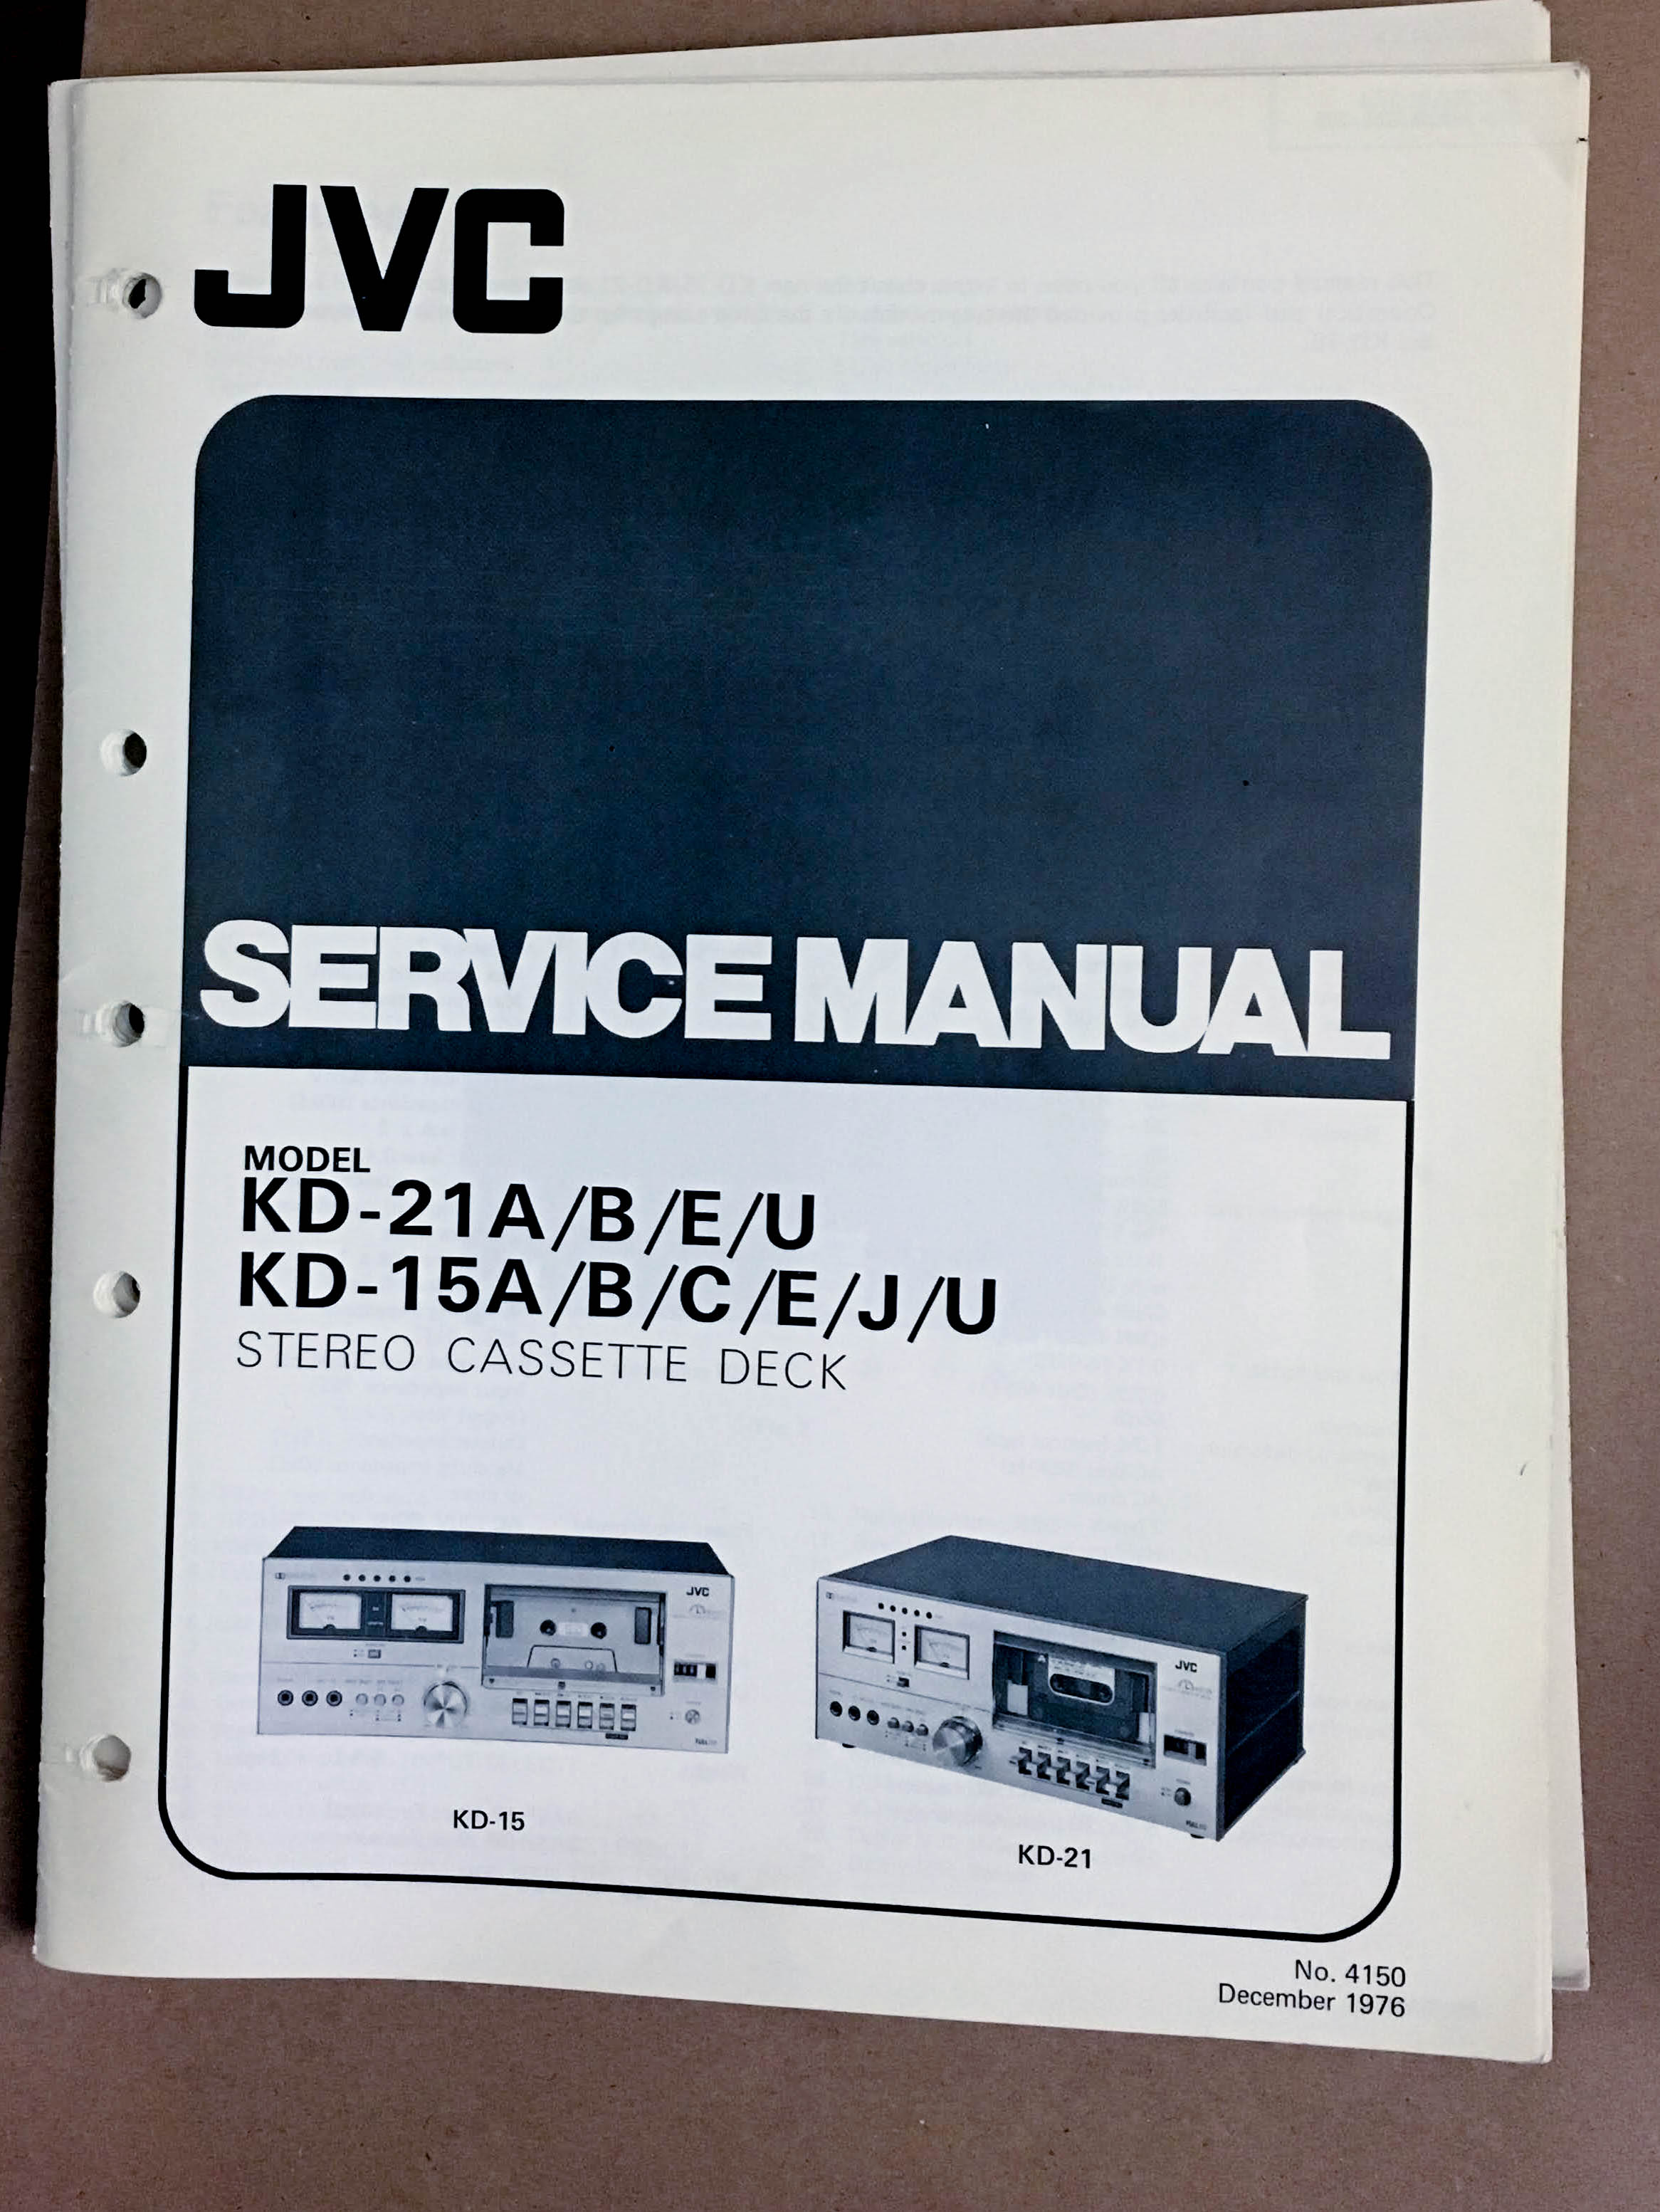 JVC
SERVICE MANUAL
MODEL
KD-21A/B/E/U
KD-15A/B/C/E/J/U
STEREO CASSETTE DECK
JVC
JVC
KD-15
KD-21
No. 4150
December 1976